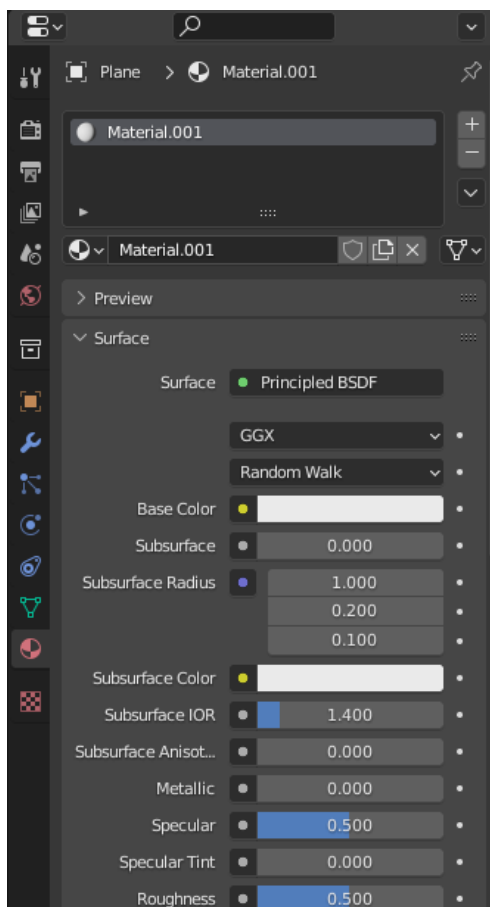 Plane > Material.001
Material.001
Material.001
Preview
Surface
Surface Principled BSDF
GGX
Random Walk
Base Color
Subsurface 0.000
Subsurface Radius 1.000
0.200
0.100
Subsurface Color
Subsurface IOR 1.400
Subsurface Anisot... 0.000
Metallic 0.000
Specular 0.500
Specular Tint 0.000
Roughness 0.500